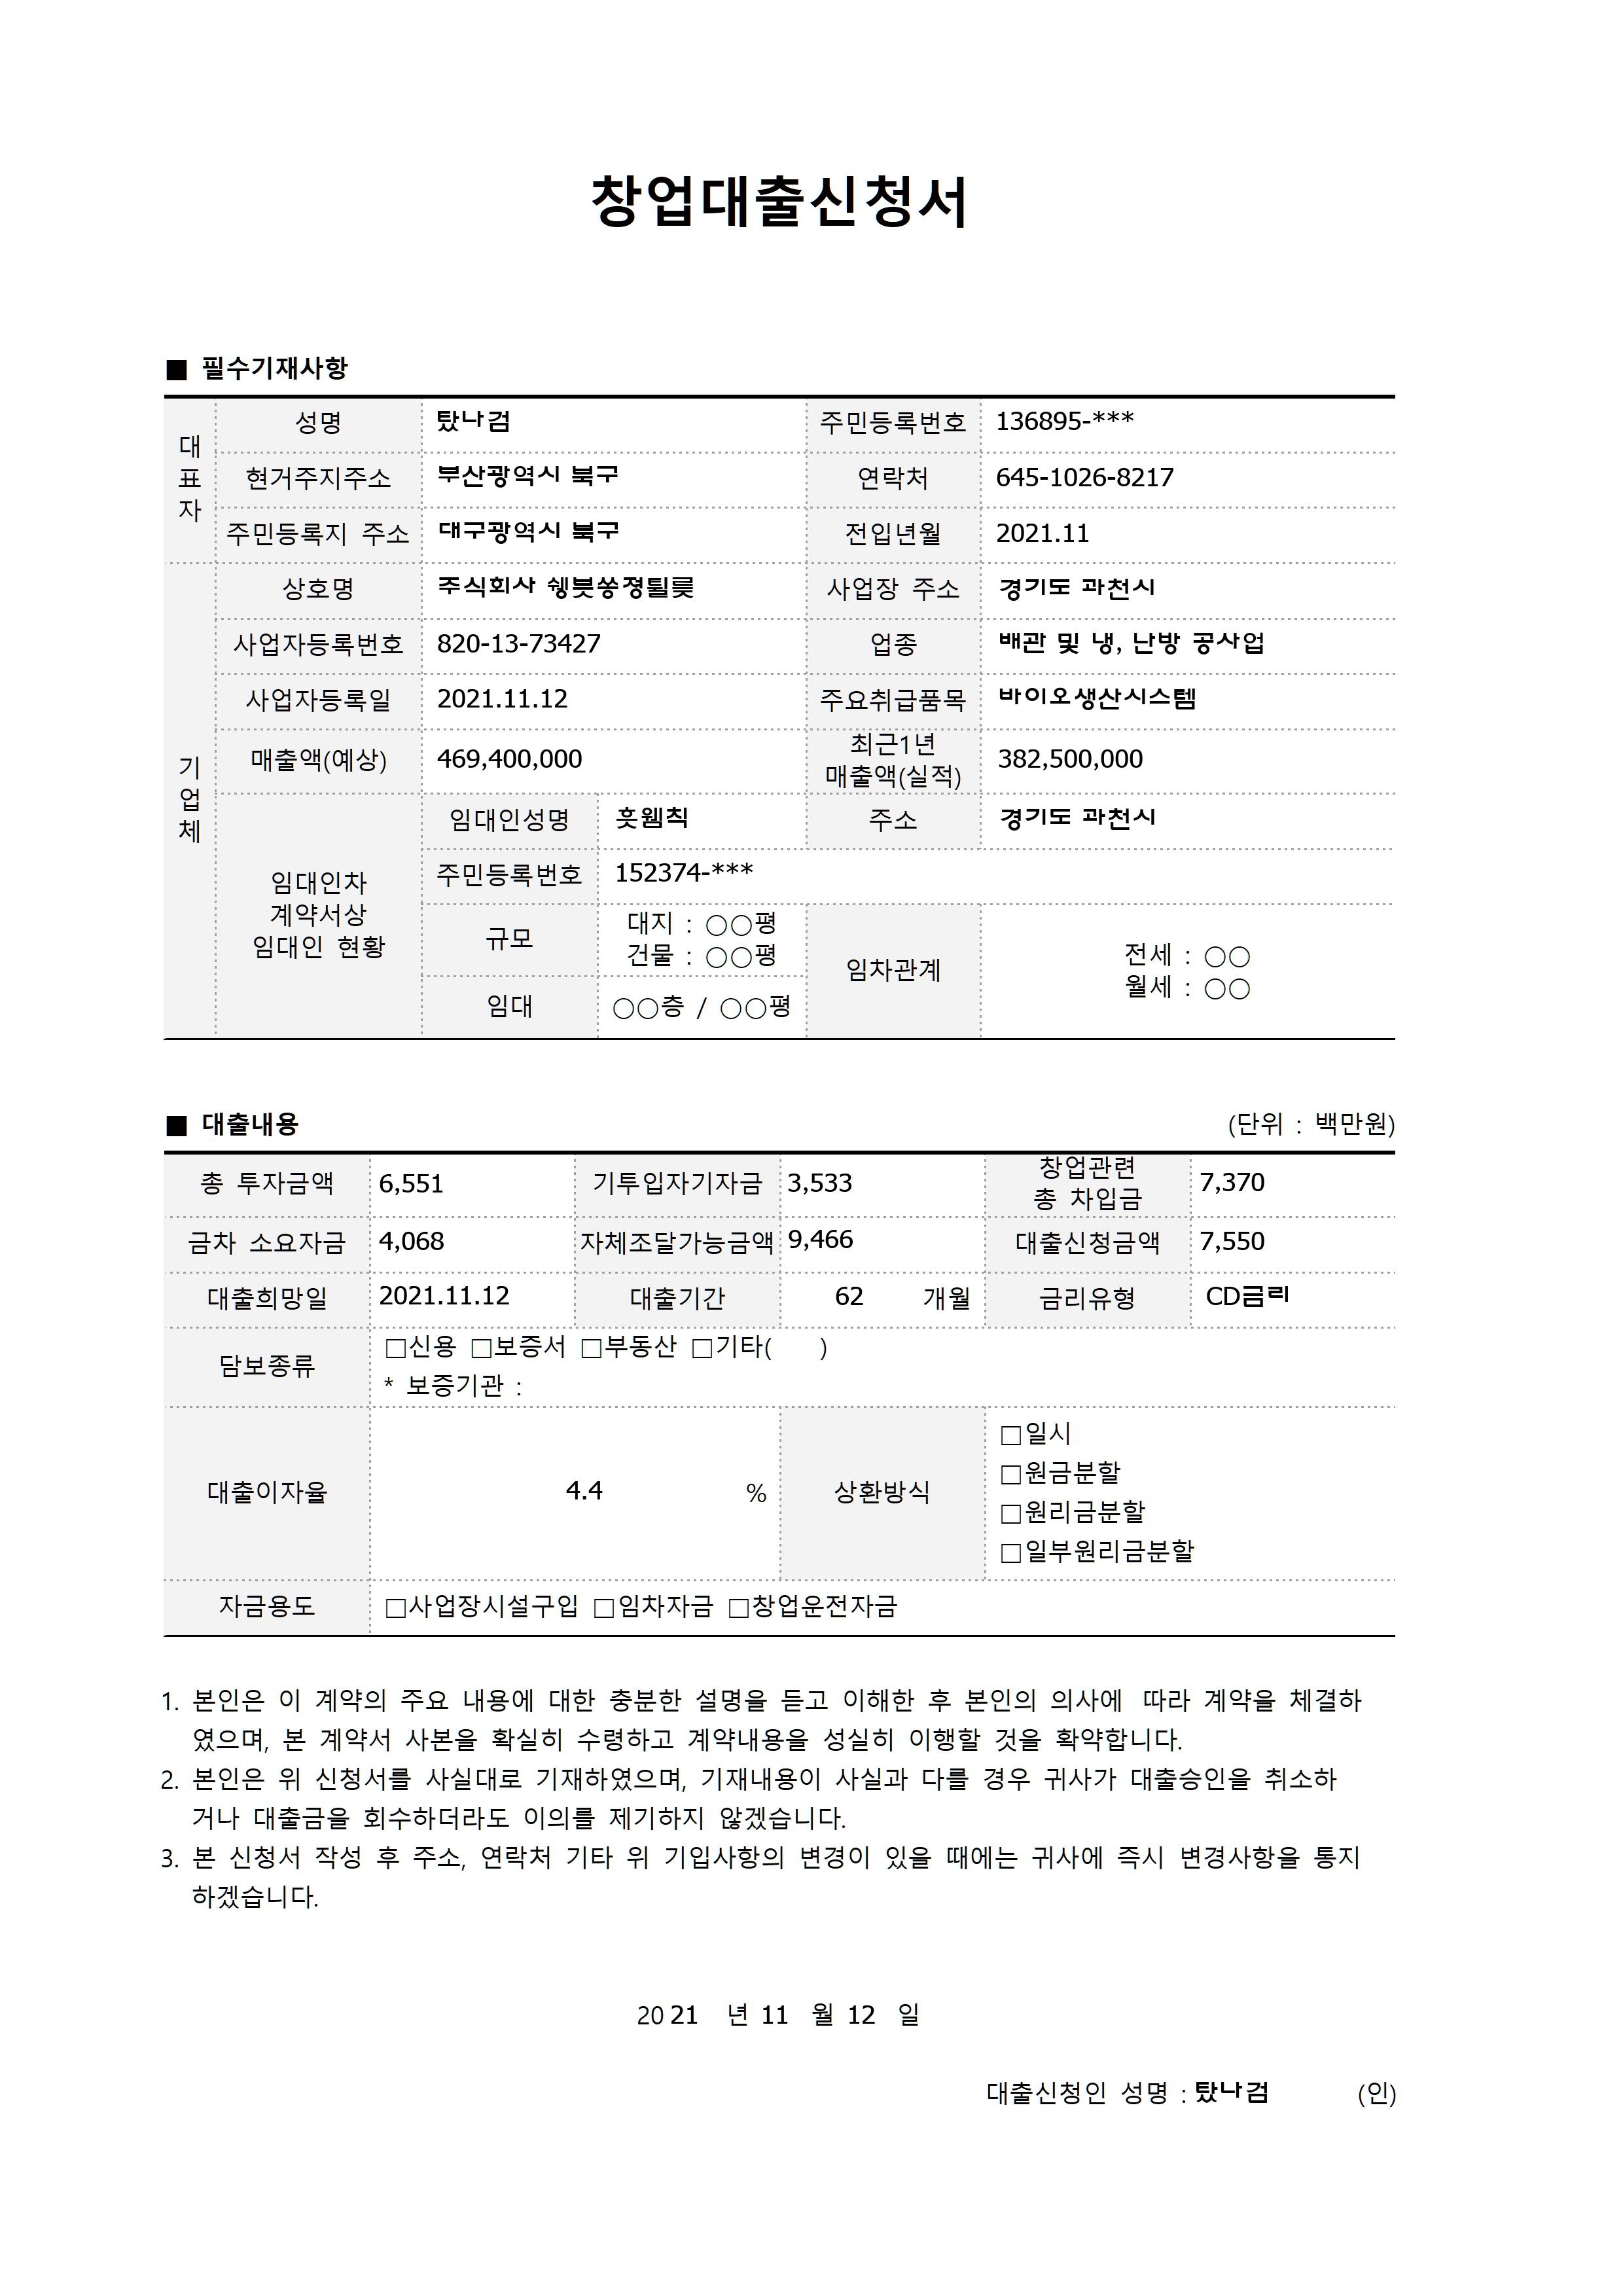 창업대출신청서
■ 필수기재사항
대표자
성명 탔나검 주민등록번호 136895-***
현거주지주소 부산광역시 북구 연락처 645-1026-8217
주민등록지 주소 대구광역시 북구 전입년월 2021.11
기업체
상호명 주식회사 쉥붓쏭졍튈릊 사업장 주소 경기도 과천시
사업자등록번호 820-13-73427 업종 배관 및 냉, 난방 공사업
사업자등록일 2021.11.12 주요취급품목 바이오생산시스템
매출액(예상) 469,400,000 최근1년 매출액(실적) 382,500,000
임대인차
계약서상
임대인 현황
임대인성명 흣웸칙 주소 경기도 과천시
주민등록번호 152374-***
규모 대지 : ○○평
건물 : ○○평
임차관계 전세 : ○○
월세 : ○○
임대 ○○층 / ○○평
■ 대출내용 (단위 : 백만원)
총 투자금액 6,551 기투입자기자금 3,533 창업관련 총 차입금 7,370
금차 소요자금 4,068 자체조달가능금액 9,466 대출신청금액 7,550
대출희망일 2021.11.12 대출기간 62 개월 금리유형 CD금리
담보종류 □신용 □보증서 □부동산 □기타( )
* 보증기관 :
대출이자율 4.4 % 상환방식
□일시
□원금분할
□원리금분할
□일부원리금분할
자금용도 □사업장시설구입 □임차자금 □창업운전자금
1. 본인은 이 계약의 주요 내용에 대한 충분한 설명을 듣고 이해한 후 본인의 의사에 따라 계약을 체결하
였으며, 본 계약서 사본을 확실히 수령하고 계약내용을 성실히 이행할 것을 확약합니다.
2. 본인은 위 신청서를 사실대로 기재하였으며, 기재내용이 사실과 다를 경우 귀사가 대출승인을 취소하
거나 대출금을 회수하더라도 이의를 제기하지 않겠습니다.
3. 본 신청서 작성 후 주소, 연락처 기타 위 기입사항의 변경이 있을 때에는 귀사에 즉시 변경사항을 통지
하겠습니다.
2021 년 11 월 12 일
대출신청인 성명 : 탔나검 (인)